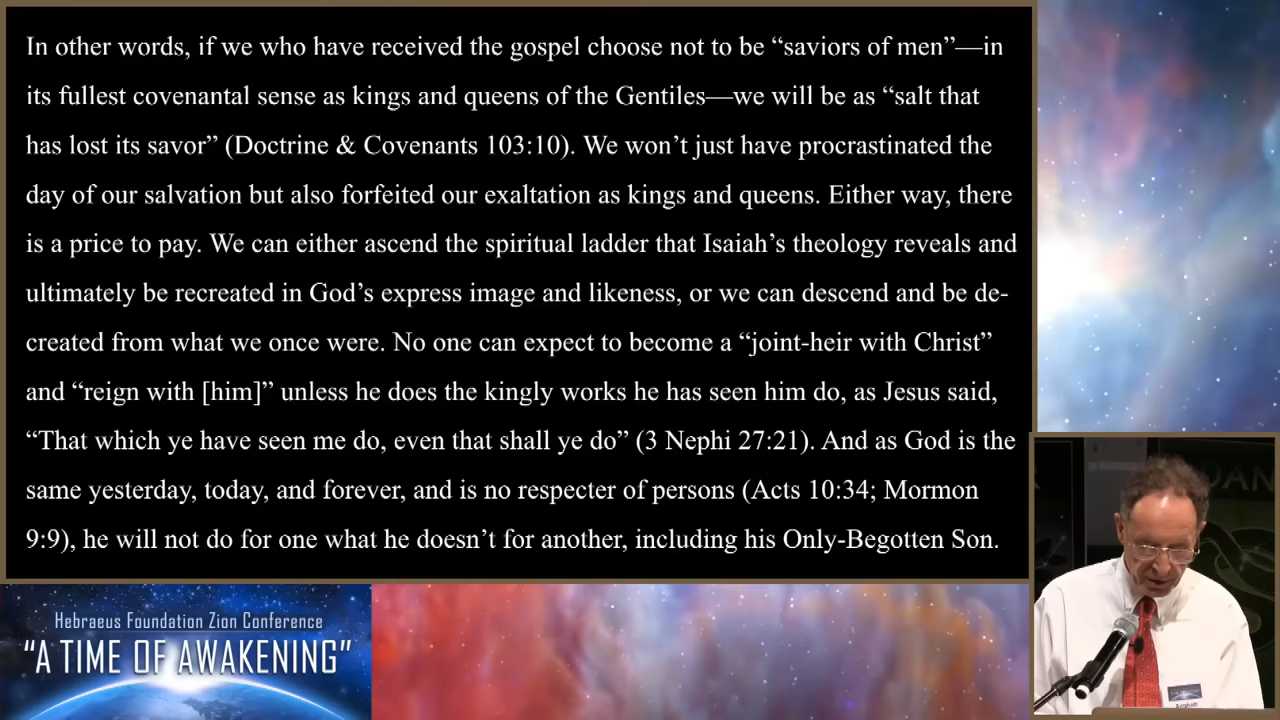 In other words, if we who have received the gospel choose not to be “saviors of men”—in
its fullest covenantal sense as kings and queens of the Gentiles—we will be as “salt that
has lost its savor” (Doctrine & Covenants 103:10). We won’t just have procrastinated the
day of our salvation but also forfeited our exaltation as kings and queens. Either way, there
is a price to pay. We can either ascend the spiritual ladder that Isaiah’s theology reveals and
ultimately be recreated in God’s express image and likeness, or we can descend and be de-
created from what we once were. No one can expect to become a “joint-heir with Christ”
and “reign with [him]” unless he does the kingly works he has seen him do, as Jesus said,
“That which ye have seen me do, even that shall ye do” (3 Nephi 27:21). And as God is the
same yesterday, today, and forever, and is no respecter of persons (Acts 10:34; Mormon
9:9), he will not do for one what he doesn’t for another, including his Only-Begotten Son.
Hebraeus Foundation Zion Conference
“A TIME OF AWAKENING”
Avraham